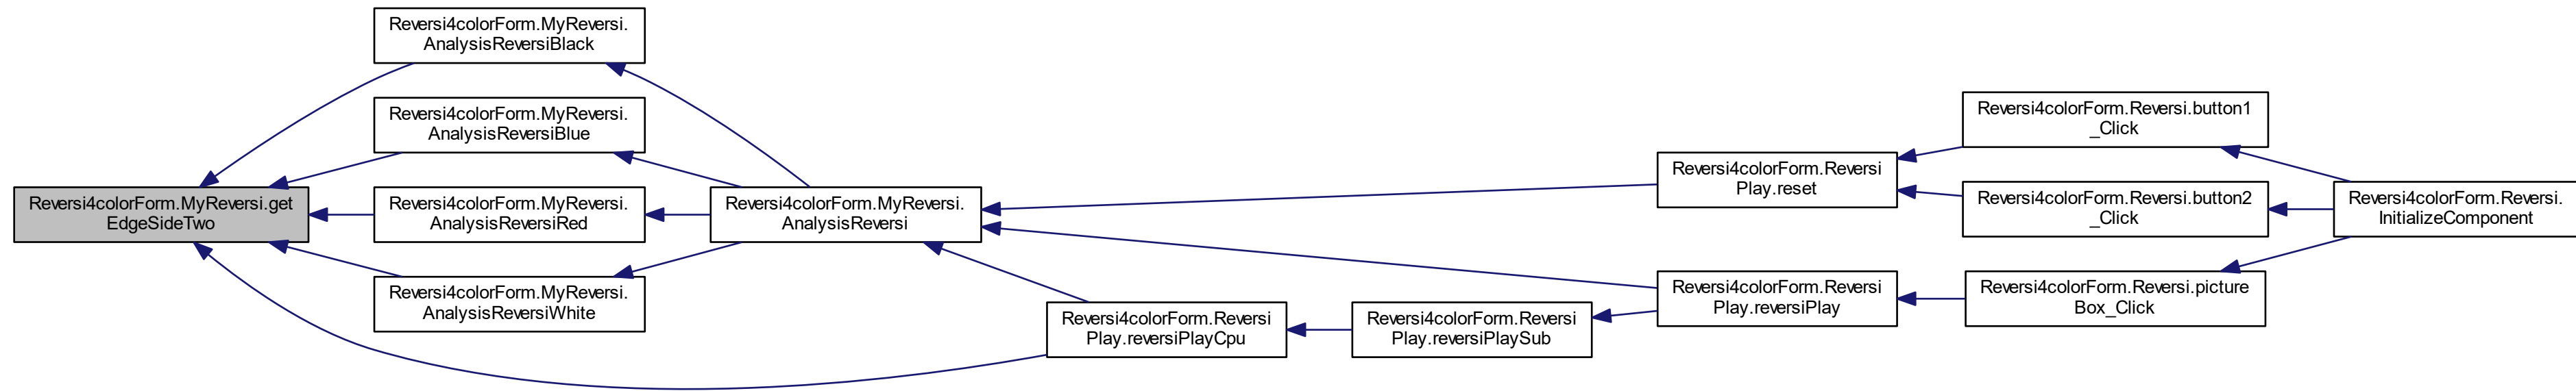 Reversi4colorForm.MyReversi.get
EdgeSideTwo
Reversi4colorForm.MyReversi.
AnalysisReversiBlack
Reversi4colorForm.MyReversi.
AnalysisReversiBlue
Reversi4colorForm.MyReversi.
AnalysisReversiRed
Reversi4colorForm.MyReversi.
AnalysisReversiWhite
Reversi4colorForm.MyReversi.
AnalysisReversi
Reversi4colorForm.Reversi
Play.reversiPlayCpu
Reversi4colorForm.Reversi
Play.reversiPlaySub
Reversi4colorForm.Reversi
Play.reset
Reversi4colorForm.Reversi
Play.reversiPlay
Reversi4colorForm.Reversi.button1
_Click
Reversi4colorForm.Reversi.button2
_Click
Reversi4colorForm.Reversi.picture
Box_Click
Reversi4colorForm.Reversi.
InitializeComponent